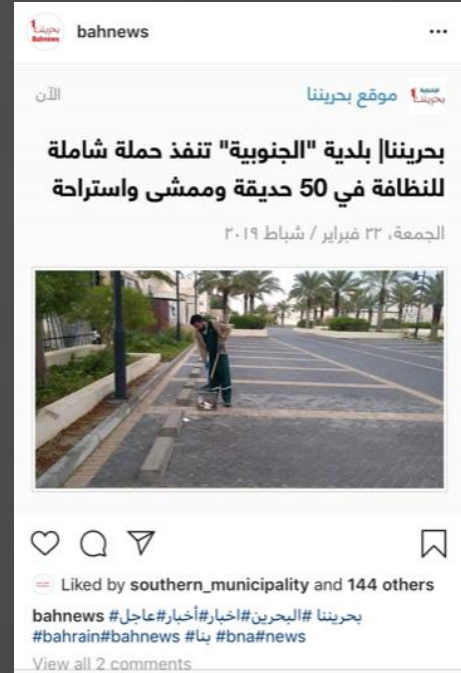 bahnews
بحريننا
Bahnews
موقع بحريننا
الآن
بحريننا| بلدية "الجنوبية" تنفذ حملة شاملة
للنظافة في 50 حديقة وممشى واستراحة
الجمعة، ٢٢ فبراير / شباط ٢٠١٩
Liked by southern_municipality and 144 others
bahnews #بحريننا #البحرين#اخبار#أخبار#عاجل
#bahrain#bahnews #بنا #bna#news
View all 2 comments